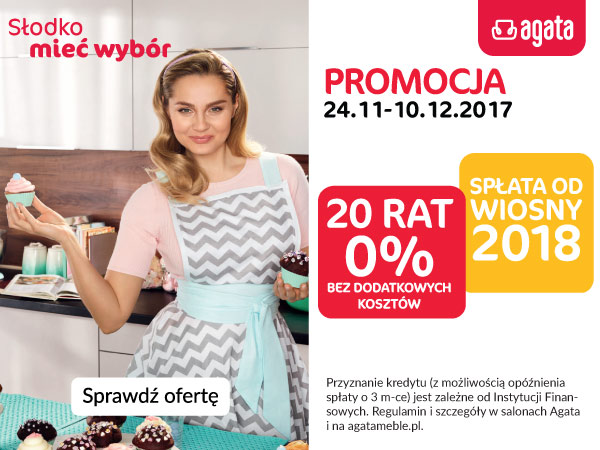 Słodko
mieć wybór
agata
PROMOCJA
24.11-10.12.2017
20 RAT
0%
BEZ DODATKOWYCH
KOSZTÓW
SPŁATA OD
WIOSNY
2018
Sprawdź ofertę
Przyznanie kredytu (z możliwością opóźnienia
spłaty o 3 m-ce) jest zależne od Instytucji Finan-
sowych. Regulamin i szczegóły w salonach Agata
i na agatameble.pl.